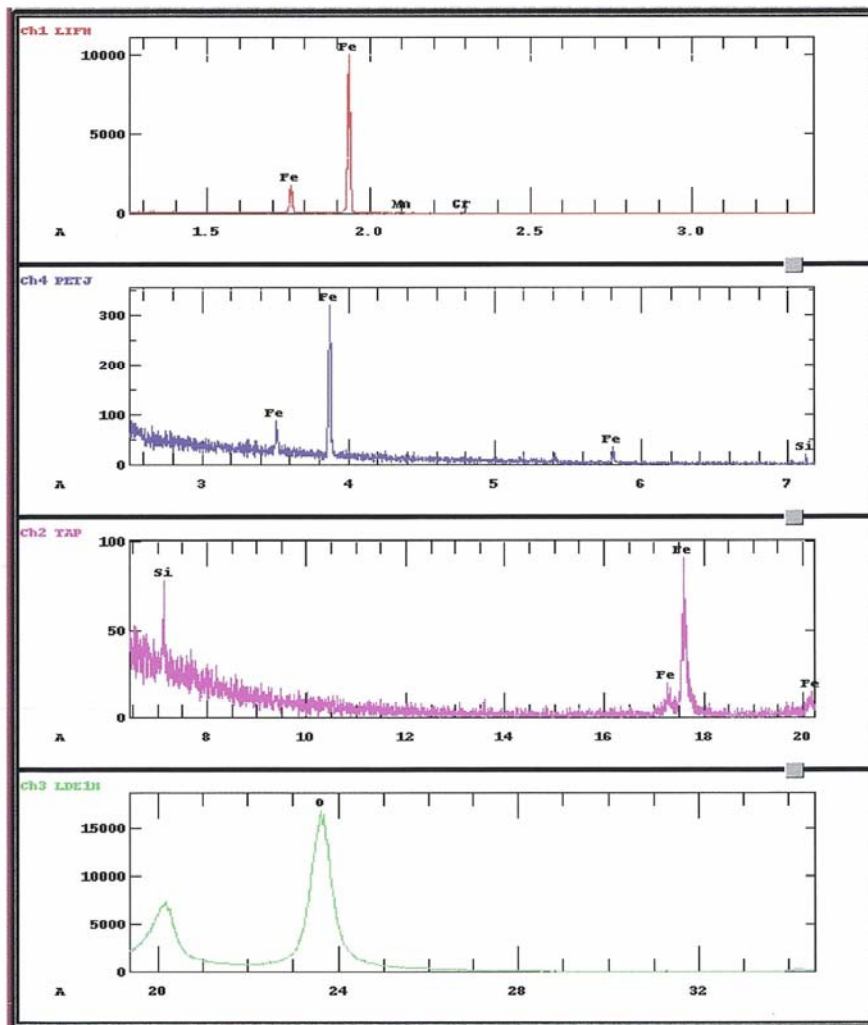 Ch1 LIFH
10000
Fe
5000
Fe
Mn Cr
0
A 1.5 2.0 2.5 3.0
Ch4 PETJ
300
Fe
200
100
Fe
Fe
Si
0
A 3 4 5 6 7
Ch2 TAP
100
Fe
Si
50
Fe
Fe
0
A 8 10 12 14 16 18 20
Ch3 LDE1H
O
15000
10000
5000
0
A 20 24 28 32